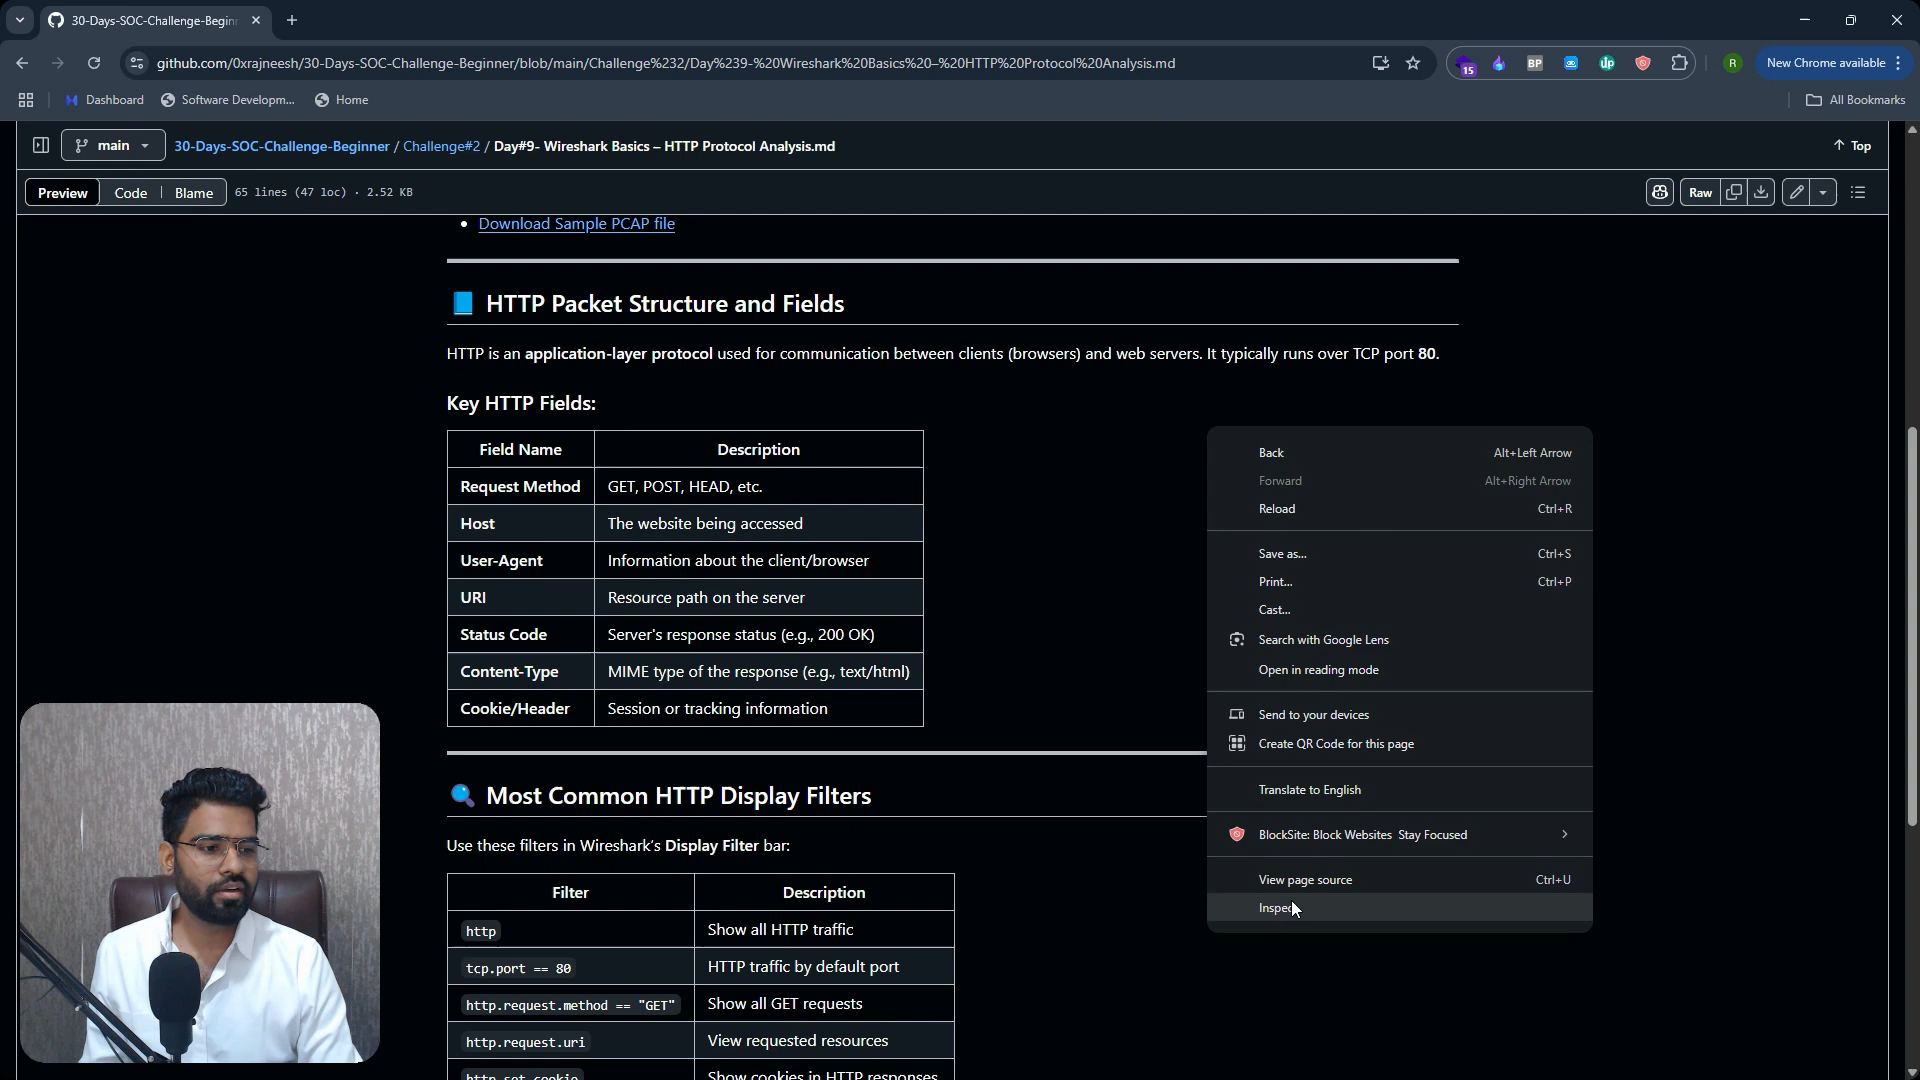 30-Days-SOC-Challenge-Begin
github.com/0xrajneesh/30-Days-SOC-Challenge-Beginner/blob/main/Challenge%232/Day%239-%20Wireshark%20Basics%20–%20HTTP%20Protocol%20Analysis.md
15
BP
up
R
New Chrome available
Dashboard
Software Developm...
Home
All Bookmarks
main
30-Days-SOC-Challenge-Beginner / Challenge#2 / Day#9- Wireshark Basics – HTTP Protocol Analysis.md
Top
Preview
Code
Blame
65 lines (47 loc) · 2.52 KB
Raw
Download Sample PCAP file
HTTP Packet Structure and Fields
HTTP is an application-layer protocol used for communication between clients (browsers) and web servers. It typically runs over TCP port 80.
Key HTTP Fields:
Field Name Description
Request Method GET, POST, HEAD, etc.
Host The website being accessed
User-Agent Information about the client/browser
URI Resource path on the server
Status Code Server's response status (e.g., 200 OK)
Content-Type MIME type of the response (e.g., text/html)
Cookie/Header Session or tracking information
Back Alt+Left Arrow
Forward Alt+Right Arrow
Reload Ctrl+R
Save as... Ctrl+S
Print... Ctrl+P
Cast...
Search with Google Lens
Open in reading mode
Send to your devices
Create QR Code for this page
Translate to English
BlockSite: Block Websites Stay Focused
View page source Ctrl+U
Inspec
Most Common HTTP Display Filters
Use these filters in Wireshark's Display Filter bar:
Filter Description
http Show all HTTP traffic
tcp.port == 80 HTTP traffic by default port
http.request.method == "GET" Show all GET requests
http.request.uri View requested resources
http.set_cookie Show cookies in HTTP responses